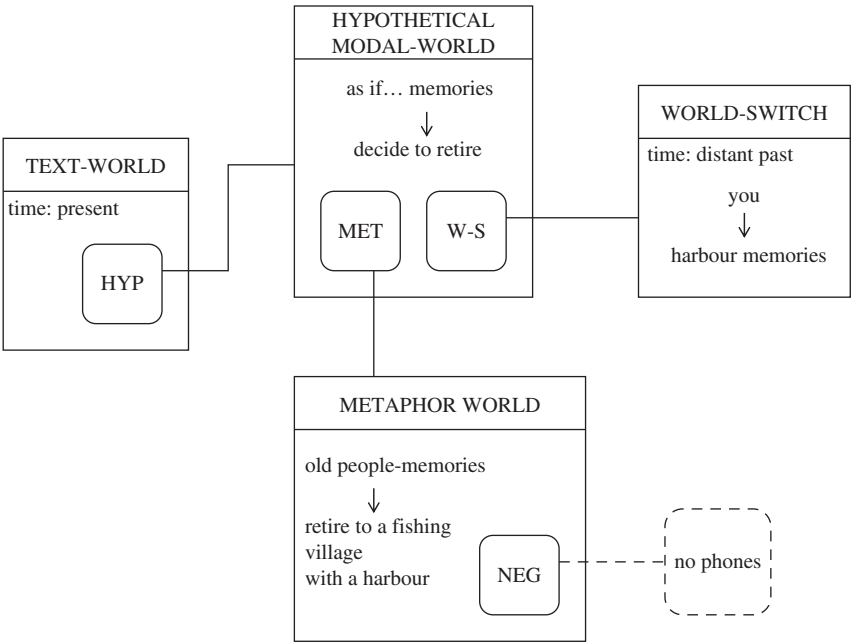 HYPOTHETICAL
MODAL-WORLD
as if… memories
decide to retire
MET
W-S
TEXT-WORLD
time: present
HYP
WORLD-SWITCH
time: distant past
you
harbour memories
METAPHOR WORLD
old people-memories
retire to a fishing
village
with a harbour
NEG
no phones